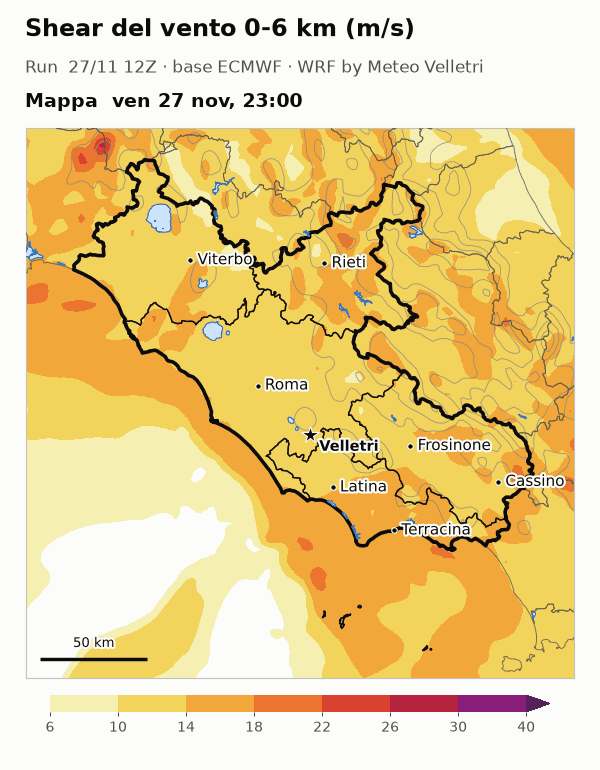 Shear del vento 0-6 km (m/s)
Run  27/11 12Z · base ECMWF · WRF by Meteo Velletri
Mappa  ven 27 nov, 23:00
Viterbo
Rieti
Roma
Velletri
Frosinone
Cassino
Latina
Terracina
50 km
6 10 14 18 22 26 30 40